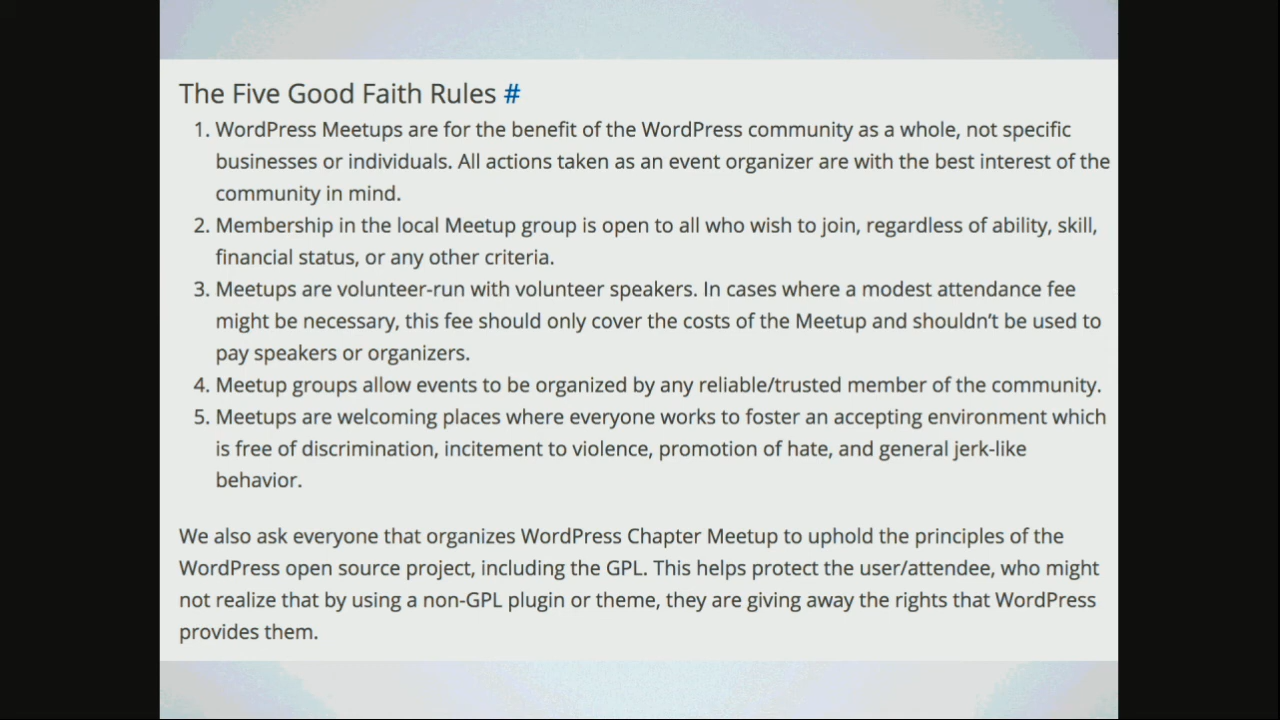 The Five Good Faith Rules #
1. WordPress Meetups are for the benefit of the WordPress community as a whole, not specific
businesses or individuals. All actions taken as an event organizer are with the best interest of the
community in mind.
2. Membership in the local Meetup group is open to all who wish to join, regardless of ability, skill,
financial status, or any other criteria.
3. Meetups are volunteer-run with volunteer speakers. In cases where a modest attendance fee
might be necessary, this fee should only cover the costs of the Meetup and shouldn't be used to
pay speakers or organizers.
4. Meetup groups allow events to be organized by any reliable/trusted member of the community.
5. Meetups are welcoming places where everyone works to foster an accepting environment which
is free of discrimination, incitement to violence, promotion of hate, and general jerk-like
behavior.
We also ask everyone that organizes WordPress Chapter Meetup to uphold the principles of the
WordPress open source project, including the GPL. This helps protect the user/attendee, who might
not realize that by using a non-GPL plugin or theme, they are giving away the rights that WordPress
provides them.